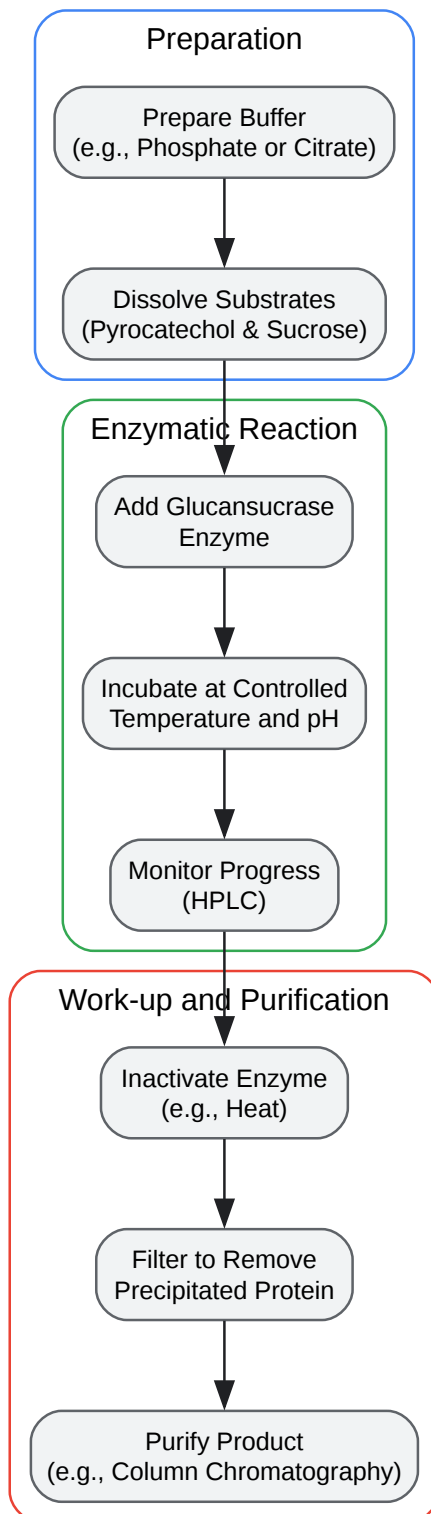 Preparation
Prepare Buffer
(e.g., Phosphate or Citrate)
Dissolve Substrates
(Pyrocatechol & Sucrose)
Enzymatic Reaction
Add Glucansucrase
Enzyme
Incubate at Controlled
Temperature and pH
Monitor Progress
(HPLC)
Work-up and Purification
Inactivate Enzyme
(e.g., Heat)
Filter to Remove
Precipitated Protein
Purify Product
(e.g., Column Chromatography)